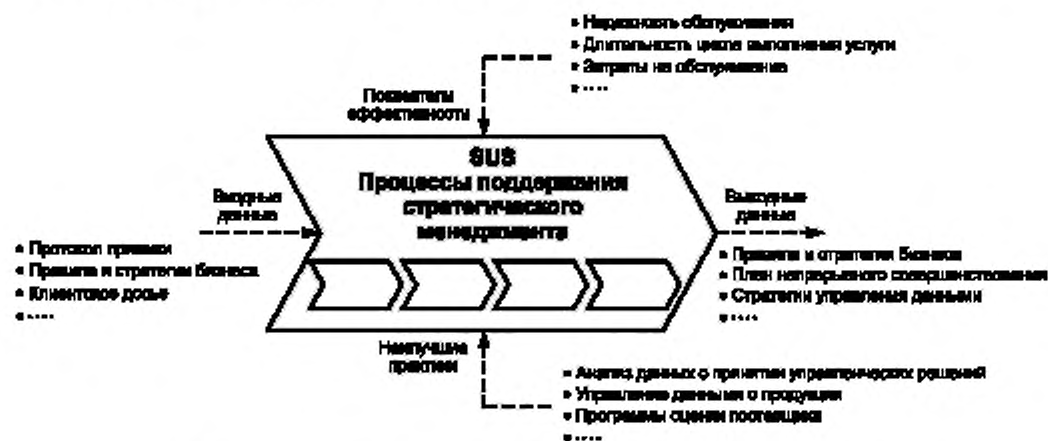 • Надежность обслуживания
• Длительность цикла выполнения услуги
• Затраты на обслуживание
• ....
Показатели
эффективности
SUS
Процессы поддержания
стратегического
менеджмента
Входные
данные
• Протокол приемки
• Правила и стратегии бизнеса
• Клиентское досье
• ....
Выходные
данные
• Правила и стратегия бизнеса
• План непрерывного совершенствования
• Стратегии управления данными
• ....
Наилучшие
практики
• Анализ данных о принятии управленческих решений
• Управление данными о продукции
• Программы оценки поставщика
• ....